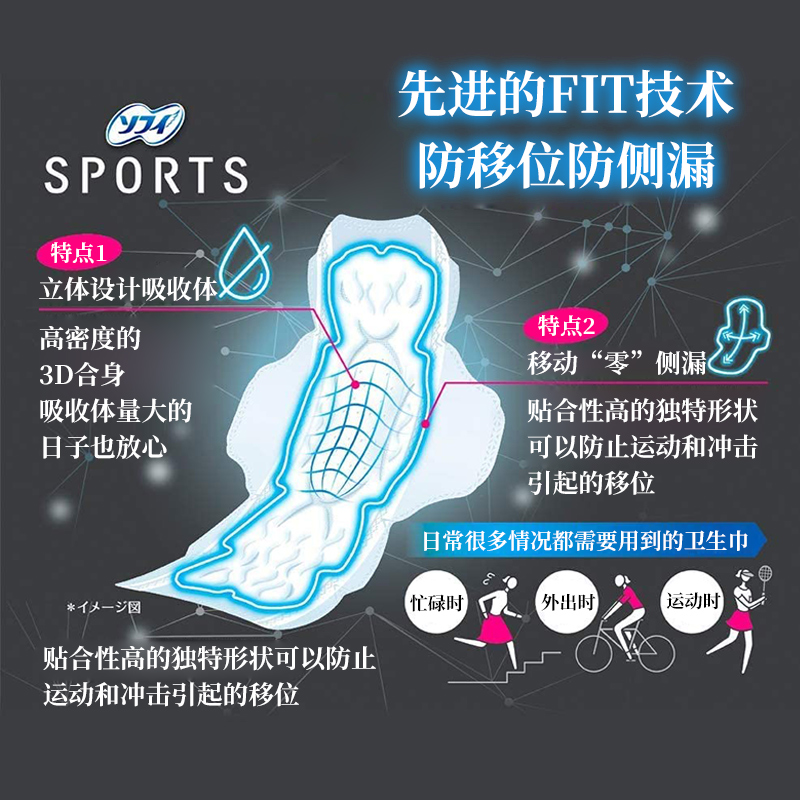 先进的FIT技术
防移位防侧漏
ソフィ
SPORTS
特点1
立体设计吸收体
高密度的
3D合身
吸收体量大的
日子也放心
特点2
移动“零”侧漏
贴合性高的独特形状
可以防止运动和冲击
引起的移位
日常很多情况都需要用到的卫生巾
忙碌时
外出时
运动时
*イメージ図
贴合性高的独特形状可以防止
运动和冲击引起的移位